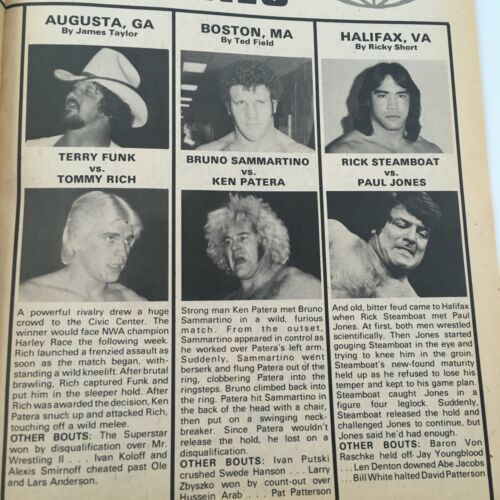 AUGUSTA, GA
By James Taylor
TERRY FUNK
vs.
TOMMY RICH
A powerful rivalry drew a huge
crowd to the Civic Center. The
winner would face NWA champion
Harley Race the following week.
Rich launched a frenzied assault as
soon as the match began, with-
standing a wild kneelift. After brutal
brawling, Rich captured Funk and
put him in the sleeper hold. After
Rich was awarded the decision, Ken
Patera snuck up and attacked Rich,
touching off a wild melee.
OTHER BOUTS: The Superstar
won by disqualification over Mr.
Wrestling II . . . Ivan Koloff and
Alexis Smirnoff cheated past Ole
and Lars Anderson.
BOSTON, MA
By Ted Field
BRUNO SAMMARTINO
vs.
KEN PATERA
Strong man Ken Patera met Bruno
Sammartino in a wild, furious
match. From the outset,
Sammartino appeared in control as
he worked over Patera's left arm.
Suddenly, Sammartino went
berserk and flung Patera out of the
ring, clobbering Patera into the
ringsteps. Bruno climbed back into
the ring. Patera hit Sammartino in
the back of the head with a chair,
then put on a swinging neck-
breaker. Since Patera wouldn't
release the hold, he lost on a
disqualification.
OTHER BOUTS: Ivan Putski
crushed Swede Hanson . . . Larry
Zbyszko won by count-out over
Hussein Arab . . . Pat Patterson
HALIFAX, VA
By Ricky Short
RICK STEAMBOAT
vs.
PAUL JONES
And old, bitter feud came to Halifax
when Rick Steamboat met Paul
Jones. At first, both men wrestled
scientifically. Then Jones started
gouging Steamboat in the eye and
trying to knee him in the groin.
Steamboat's new-found maturity
held up as he refused to lose his
temper and kept to his game plan.
Steamboat caught Jones in a
figure four leglock. Suddenly
Steamboat released the hold and
challenged Jones to continue, but
Jones said he'd had enough.
OTHER BOUTS: Baron Von
Raschke held off Jay Youngblood
. . . Len Denton downed Abe Jacobs
. . . Bill White halted David Patterson